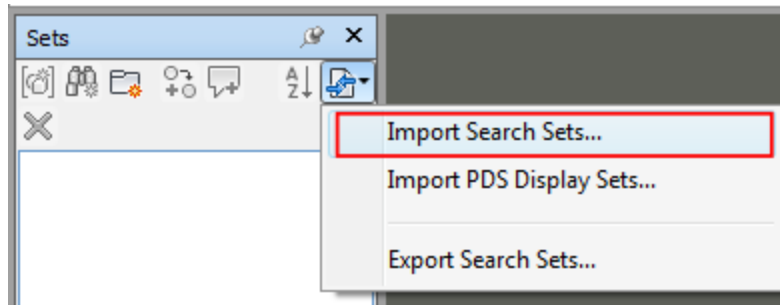 Sets
A
Z
Import Search Sets...
Import PDS Display Sets...
Export Search Sets...